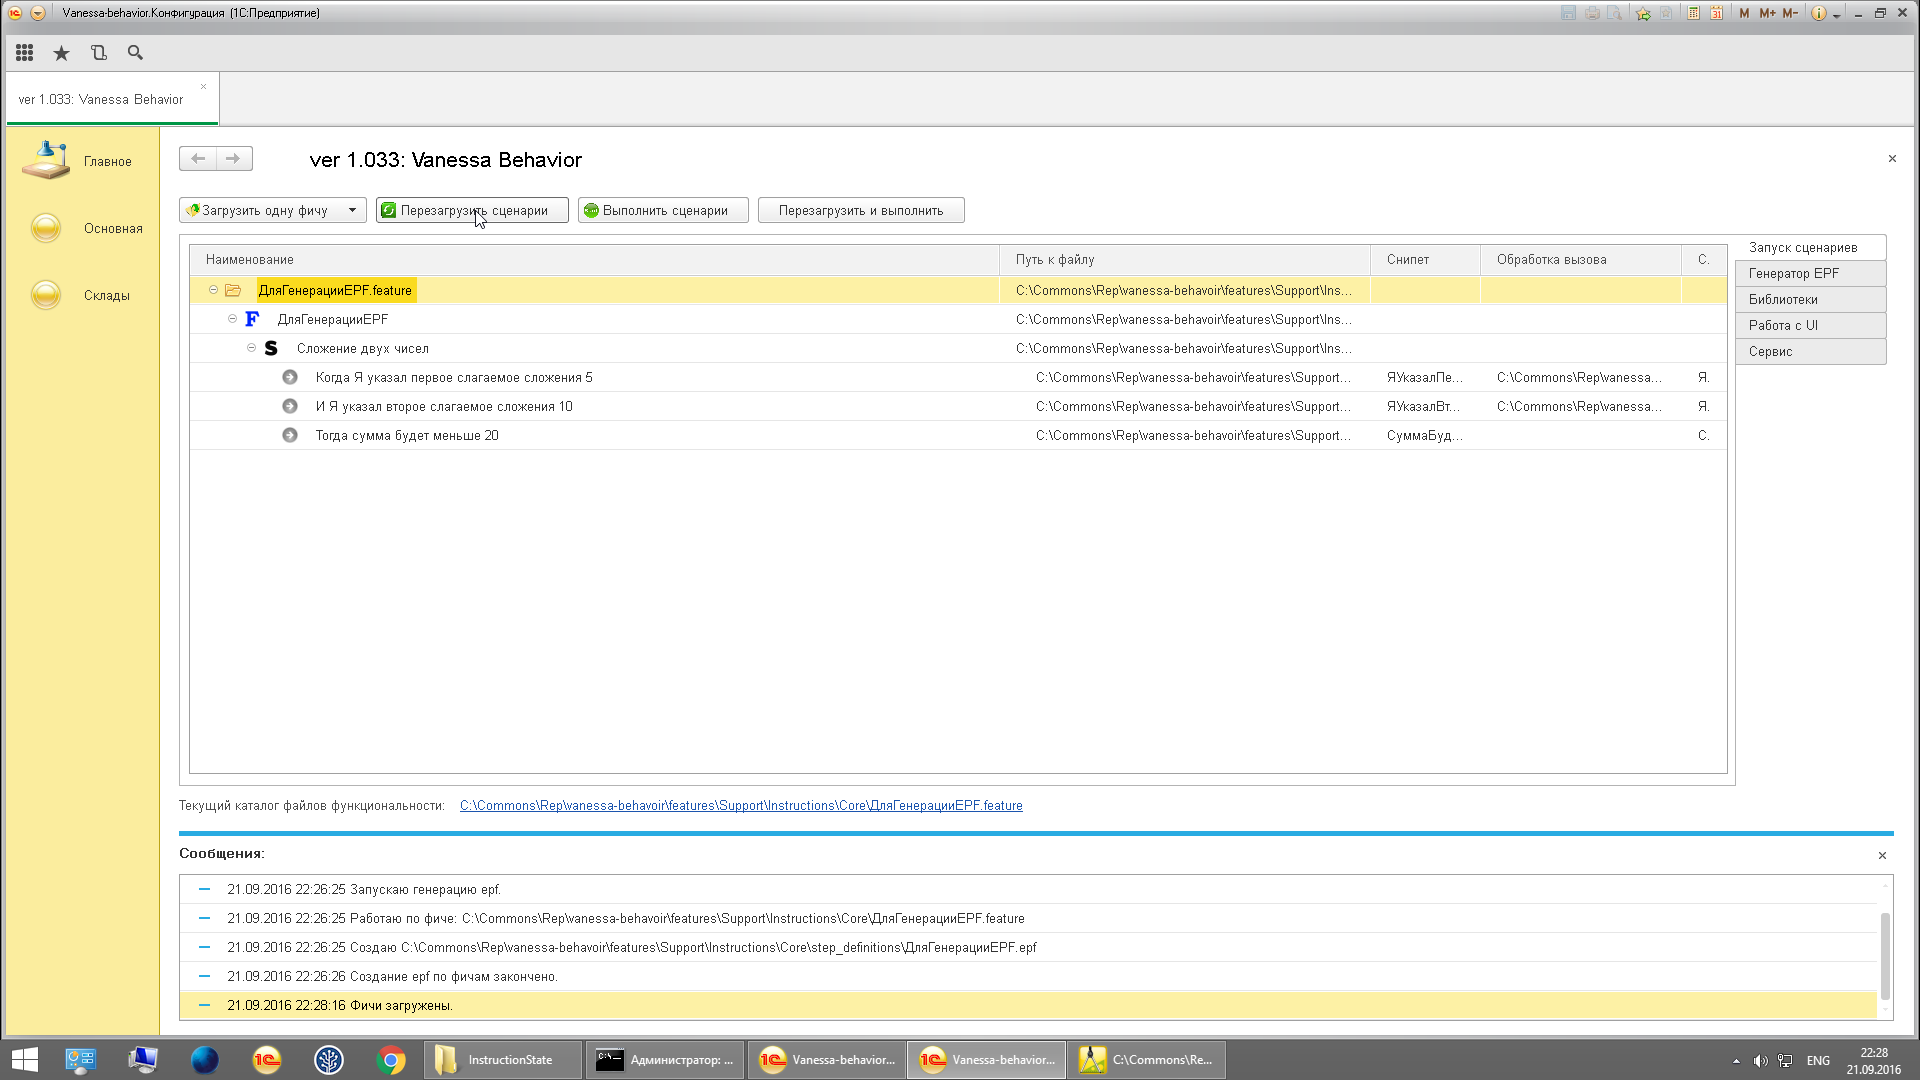 Vanessa-behavior.Конфигурация (1С:Предприятие)
M M+ M-
ver 1.033: Vanessa Behavior
Главное
Основная
Склады
ver 1.033: Vanessa Behavior
Загрузить одну фичу
Перезагрузить сценарии
Выполнить сценарии
Перезагрузить и выполнить
Наименование Путь к файлу Снипет Обработка вызова С.
ДляГенерацииEPF.feature C:\Commons\Rep\vanessa-behavoir\features\Support\Ins...
F ДляГенерацииEPF C:\Commons\Rep\vanessa-behavoir\features\Support\Ins...
S Сложение двух чисел C:\Commons\Rep\vanessa-behavoir\features\Support\Ins...
Когда Я указал первое слагаемое сложения 5 C:\Commons\Rep\vanessa-behavoir\features\Support... ЯУказалПе... C:\Commons\Rep\vanessa... Я.
И Я указал второе слагаемое сложения 10 C:\Commons\Rep\vanessa-behavoir\features\Support... ЯУказалВт... C:\Commons\Rep\vanessa... Я.
Тогда сумма будет меньше 20 C:\Commons\Rep\vanessa-behavoir\features\Support... СуммаБуд... С.
Запуск сценариев
Генератор EPF
Библиотеки
Работа с UI
Сервис
Текущий каталог файлов функциональности: C:\Commons\Rep\vanessa-behavoir\features\Support\Instructions\Core\ДляГенерацииEPF.feature
Сообщения:
21.09.2016 22:26:25 Запускаю генерацию epf.
21.09.2016 22:26:25 Работаю по фиче: C:\Commons\Rep\vanessa-behavoir\features\Support\Instructions\Core\ДляГенерацииEPF.feature
21.09.2016 22:26:25 Создаю C:\Commons\Rep\vanessa-behavoir\features\Support\Instructions\Core\step_definitions\ДляГенерацииEPF.epf
21.09.2016 22:26:26 Создание epf по фичам закончено.
21.09.2016 22:28:16 Фичи загружены.
InstructionState
Администратор: ...
Vanessa-behavior...
Vanessa-behavior...
C:\Commons\Re...
ENG
22:28
21.09.2016